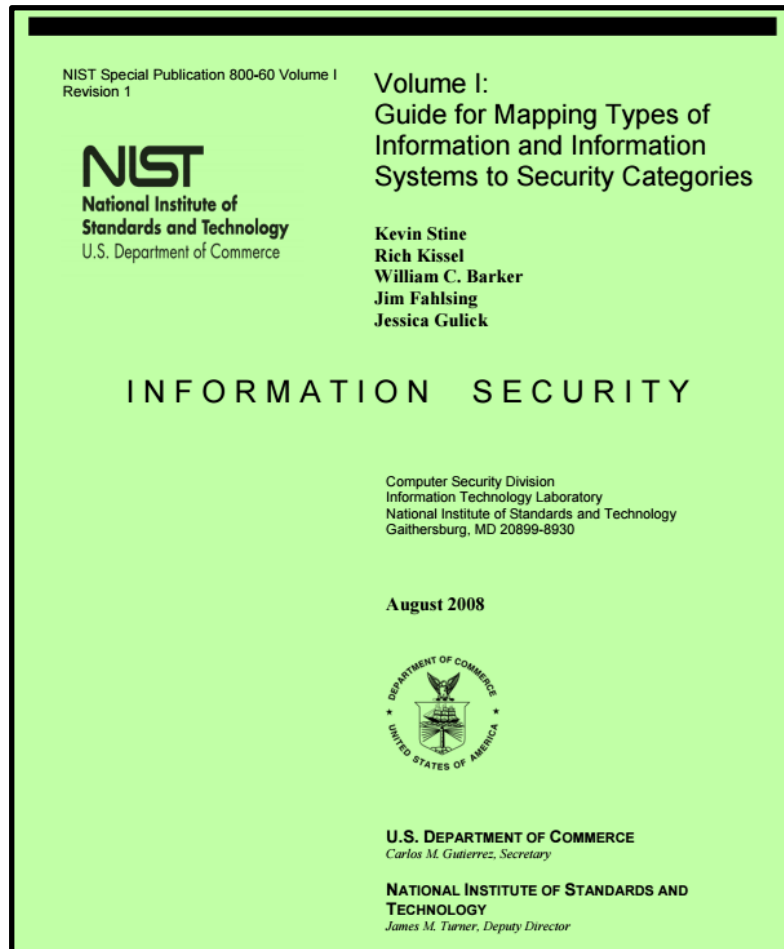 NIST Special Publication 800-60 Volume I
Revision 1
NIST
National Institute of
Standards and Technology
U.S. Department of Commerce
Volume I:
Guide for Mapping Types of
Information and Information
Systems to Security Categories
Kevin Stine
Rich Kissel
William C. Barker
Jim Fahlsing
Jessica Gulick
INFORMATION SECURITY
Computer Security Division
Information Technology Laboratory
National Institute of Standards and Technology
Gaithersburg, MD 20899-8930
August 2008
DEPARTMENT OF COMMERCE
UNITED STATES OF AMERICA
U.S. DEPARTMENT OF COMMERCE
Carlos M. Gutierrez, Secretary
NATIONAL INSTITUTE OF STANDARDS AND
TECHNOLOGY
James M. Turner, Deputy Director